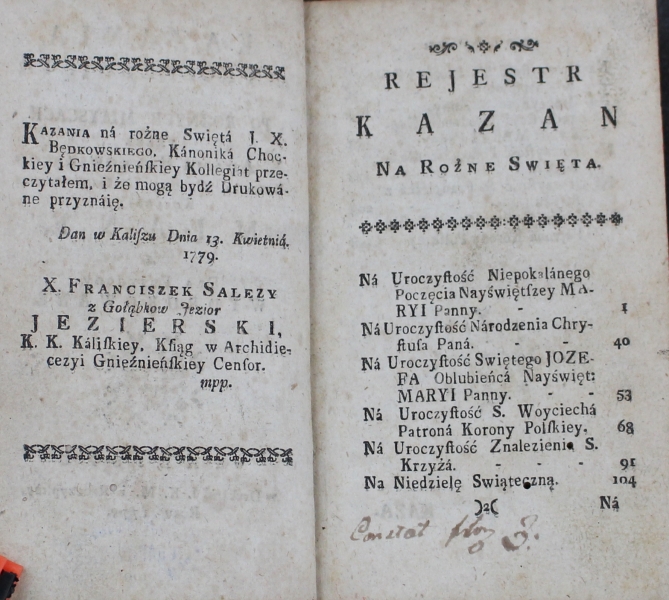 KAZANIA ná rożne Swiętá J. X.
BĘDKOWSKIEGO, Kánoniká Choc-
kiey i Gnieźnieńſkiey Kollegiat prze-
czytałem, i że mogą bydź Drukowá-
ne przyznáię.
Dan w Kaliſzu Dnia 13. Kwietniá.
1779.
X. FRANCISZEK SALEZY
z Gołąbkow Jezior
JEZIERSKI,
K. K. Káliſkiey, Kſiąg w Archidie-
cezyi Gnieźnieńſkiey Cenſor.
mpp.
REJESTR
KAZAN
NA ROŻNE SWIĘTA.
Ná Uroczyſtość Niepokalánego
Poczęcia Nayświętſzey MA-
RYI Panny. - - 1
Ná Uroczyſtość Národzenia Chry-
ſtuſa Paná. - - 40
Ná Uroczyſtość Swiętego JOZE-
FA Oblubieńcá Nayświęt:
MARYI Panny. - - 53
Ná Uroczyſtość S. Woyciechá
Patroná Korony Polſkiey. 68
Ná Uroczyſtość Znalezienia S.
Krzyżá. - - - 91
Na Niedzielę Swiąteczną. 104
)2( Ná
Constat 3.